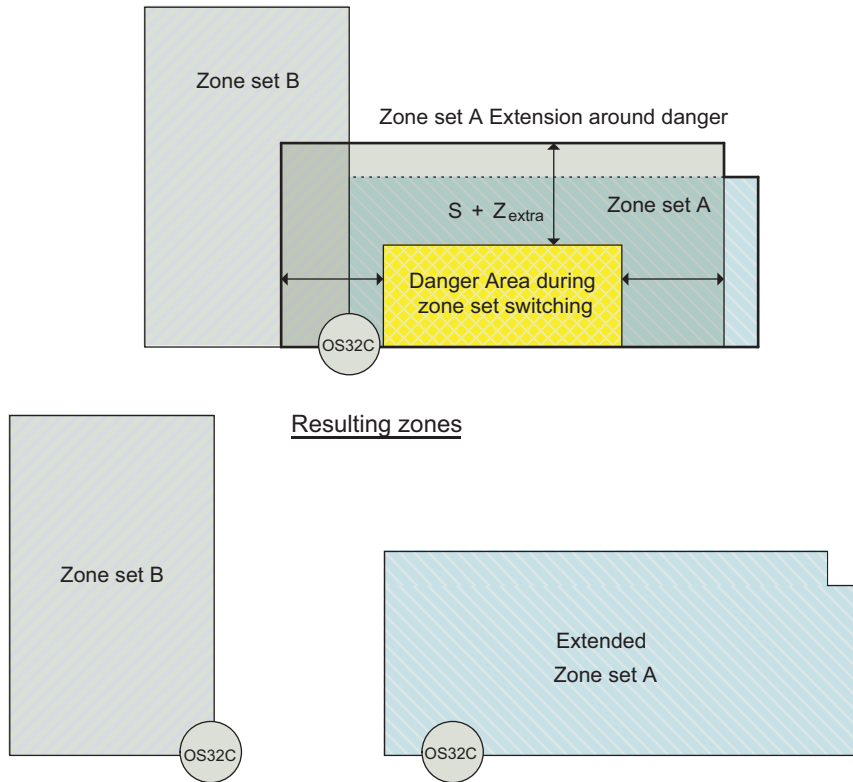 Zone set B
Zone set A Extension around danger
S + Zextra
Zone set A
Danger Area during
zone set switching
OS32C
Resulting zones
Zone set B
Extended
Zone set A
OS32C
OS32C